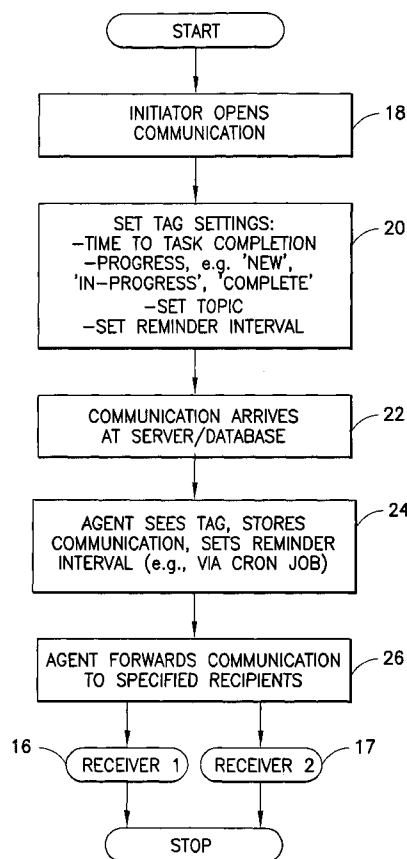 START
INITIATOR OPENS
COMMUNICATION
18
SET TAG SETTINGS:
-TIME TO TASK COMPLETION
-PROGRESS, e.g. 'NEW',
'IN-PROGRESS', 'COMPLETE'
-SET TOPIC
-SET REMINDER INTERVAL
20
COMMUNICATION ARRIVES
AT SERVER/DATABASE
22
AGENT SEES TAG, STORES
COMMUNICATION, SETS REMINDER
INTERVAL (e.g., VIA CRON JOB)
24
AGENT FORWARDS COMMUNICATION
TO SPECIFIED RECIPIENTS
26
16
RECEIVER 1
RECEIVER 2
17
STOP